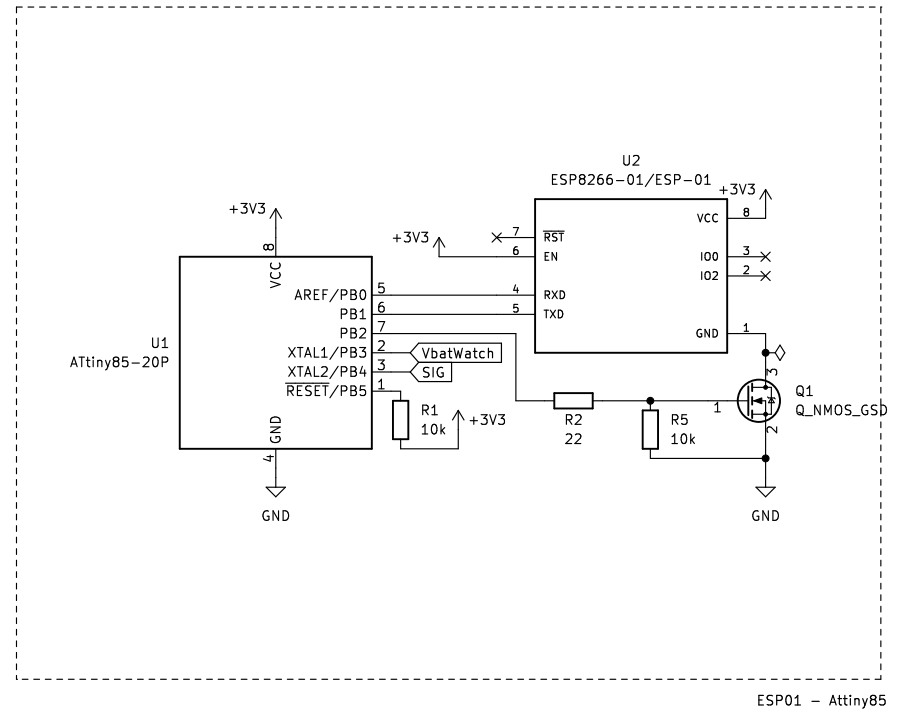 U2
ESP8266-01/ESP-01
+3V3
8
VCC
+3V3
8
VCC
+3V3
7
RST
6
EN
3
IO0
2
IO2
AREF/PB0
5
4
RXD
PB1
6
5
TXD
PB2
7
GND
1
U1
ATtiny85-20P
XTAL1/PB3
2
VbatWatch
XTAL2/PB4
3
SIG
RESET/PB5
1
R1
10k
+3V3
GND
4
GND
R2
22
R5
10k
1
3
2
Q1
Q_NMOS_GSD
GND
ESP01 - Attiny85